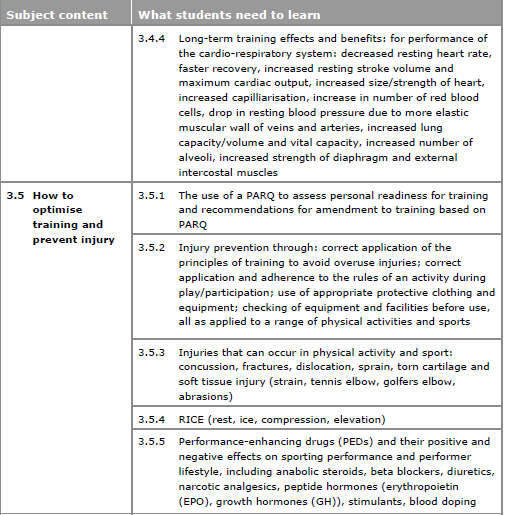 Subject content What students need to learn
3.4.4 Long-term training effects and benefits: for performance of
the cardio-respiratory system: decreased resting heart rate,
faster recovery, increased resting stroke volume and
maximum cardiac output, increased size/strength of heart,
increased capilliarisation, increase in number of red blood
cells, drop in resting blood pressure due to more elastic
muscular wall of veins and arteries, increased lung
capacity/volume and vital capacity, increased number of
alveoli, increased strength of diaphragm and external
intercostal muscles
3.5 How to
optimise
training and
prevent injury
3.5.1 The use of a PARQ to assess personal readiness for training
and recommendations for amendment to training based on
PARQ
3.5.2 Injury prevention through: correct application of the
principles of training to avoid overuse injuries; correct
application and adherence to the rules of an activity during
play/participation; use of appropriate protective clothing and
equipment; checking of equipment and facilities before use,
all as applied to a range of physical activities and sports
3.5.3 Injuries that can occur in physical activity and sport:
concussion, fractures, dislocation, sprain, torn cartilage and
soft tissue injury (strain, tennis elbow, golfers elbow,
abrasions)
3.5.4 RICE (rest, ice, compression, elevation)
3.5.5 Performance-enhancing drugs (PEDs) and their positive and
negative effects on sporting performance and performer
lifestyle, including anabolic steroids, beta blockers, diuretics,
narcotic analgesics, peptide hormones (erythropoietin
(EPO), growth hormones (GH)), stimulants, blood doping